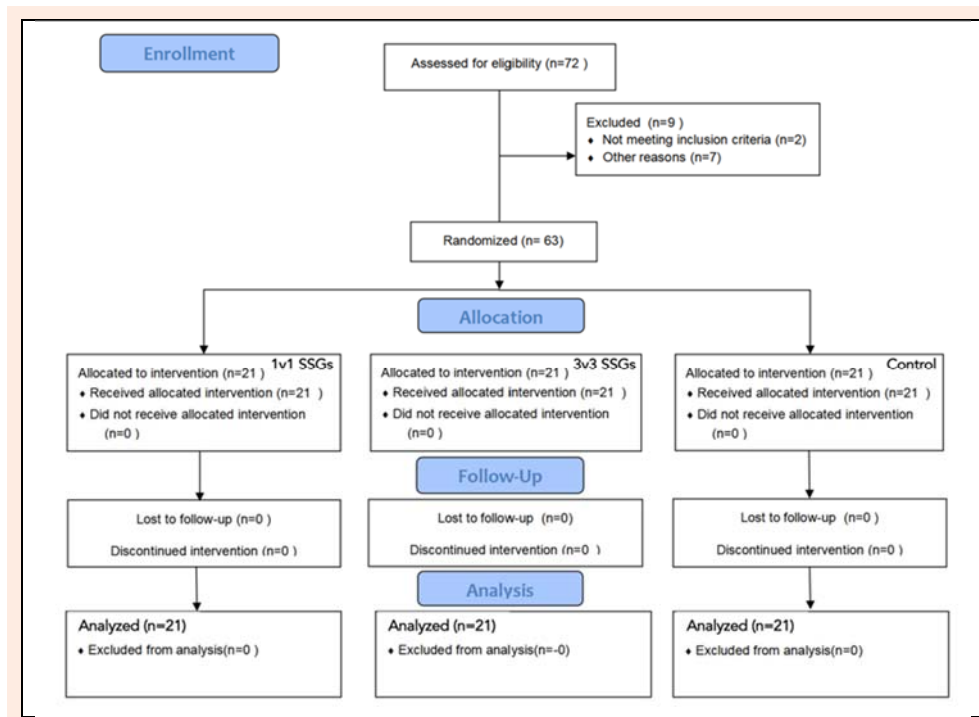 Enrollment
Assessed for eligibility (n=72 )
Excluded (n=9 )
♦ Not meeting inclusion criteria (n=2)
♦ Other reasons (n=7)
Randomized (n= 63)
Allocation
1v1 SSGs
Allocated to intervention (n=21 )
♦ Received allocated intervention (n=21 )
♦ Did not receive allocated intervention
(n=0 )
3v3 SSGs
Allocated to intervention (n=21 )
♦ Received allocated intervention (n=21 )
♦ Did not receive allocated intervention
(n=0 )
Control
Allocated to intervention (n=21 )
♦ Received allocated intervention (n=21 )
♦ Did not receive allocated intervention
(n=0 )
Follow-Up
Lost to follow-up (n=0 )
Discontinued intervention (n=0 )
Lost to follow-up (n=0)
Discontinued intervention (n=0 )
Lost to follow-up (n=0 )
Discontinued intervention (n=0 )
Analysis
Analyzed (n=21)
♦ Excluded from analysis(n=0 )
Analyzed (n=21)
♦ Excluded from analysis(n=-0)
Analyzed (n=21)
♦ Excluded from analysis(n=0)